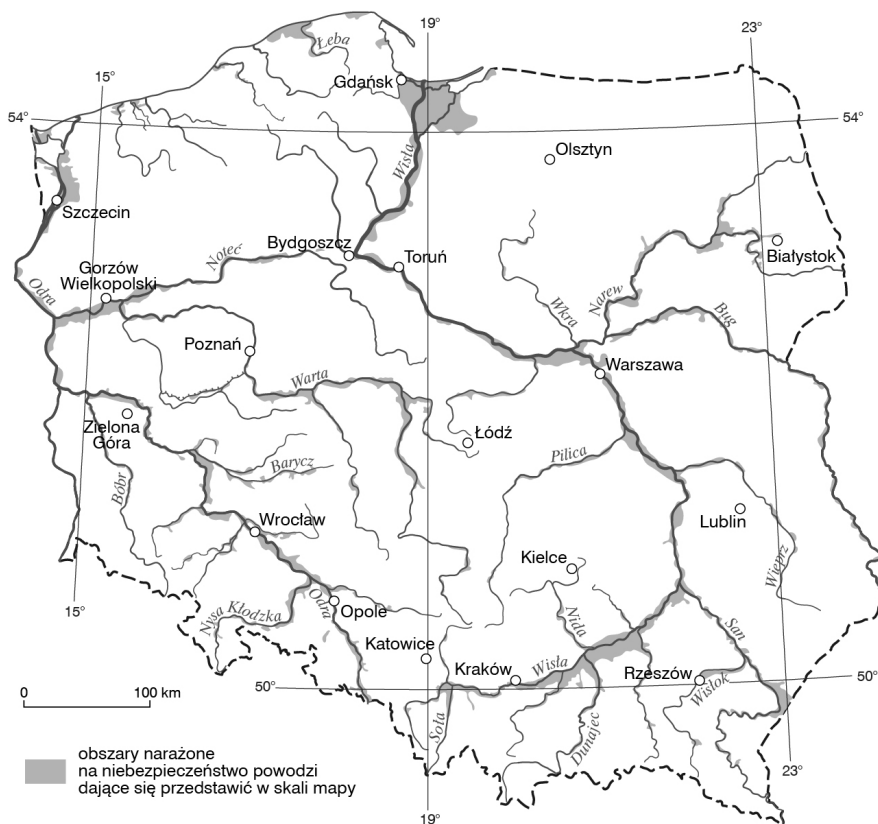 19°
23°
15°
Łeba
Gdańsk
54°
54°
Olsztyn
Wisła
Szczecin
Bydgoszcz
Toruń
Białystok
Noteć
Gorzów
Wielkopolski
Odra
Narew
Wkra
Bug
Poznań
Warszawa
Warta
Zielona
Góra
Łódź
Pilica
Barycz
Bóbr
Wrocław
Lublin
Wieprz
Kielce
15°
Nysa Kłodzka
Odra
Opole
Nida
San
Katowice
Kraków
Wisła
Rzeszów
Wisłok
50°
50°
0
100 km
Soła
Dunajec
obszary narażone
na niebezpieczeństwo powodzi
dające się przedstawić w skali mapy
23°
19°